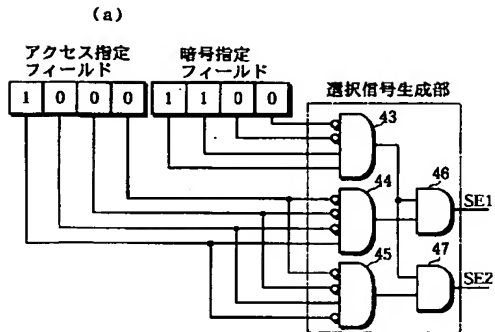 (a)
アクセス指定
フィールド
暗号指定
フィールド
1 0 0 0
1 1 0 0
選択信号生成部
43
44
45
46
SE1
47
SE2